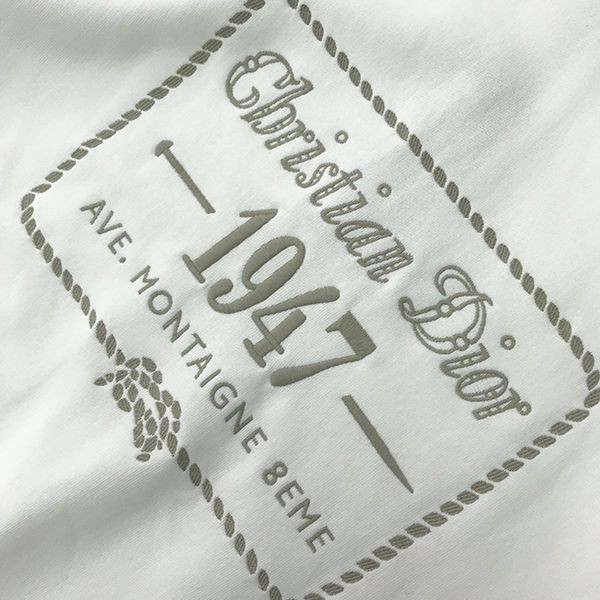 Christian Dior
1947
AVE. MONTAIGNE 8EME